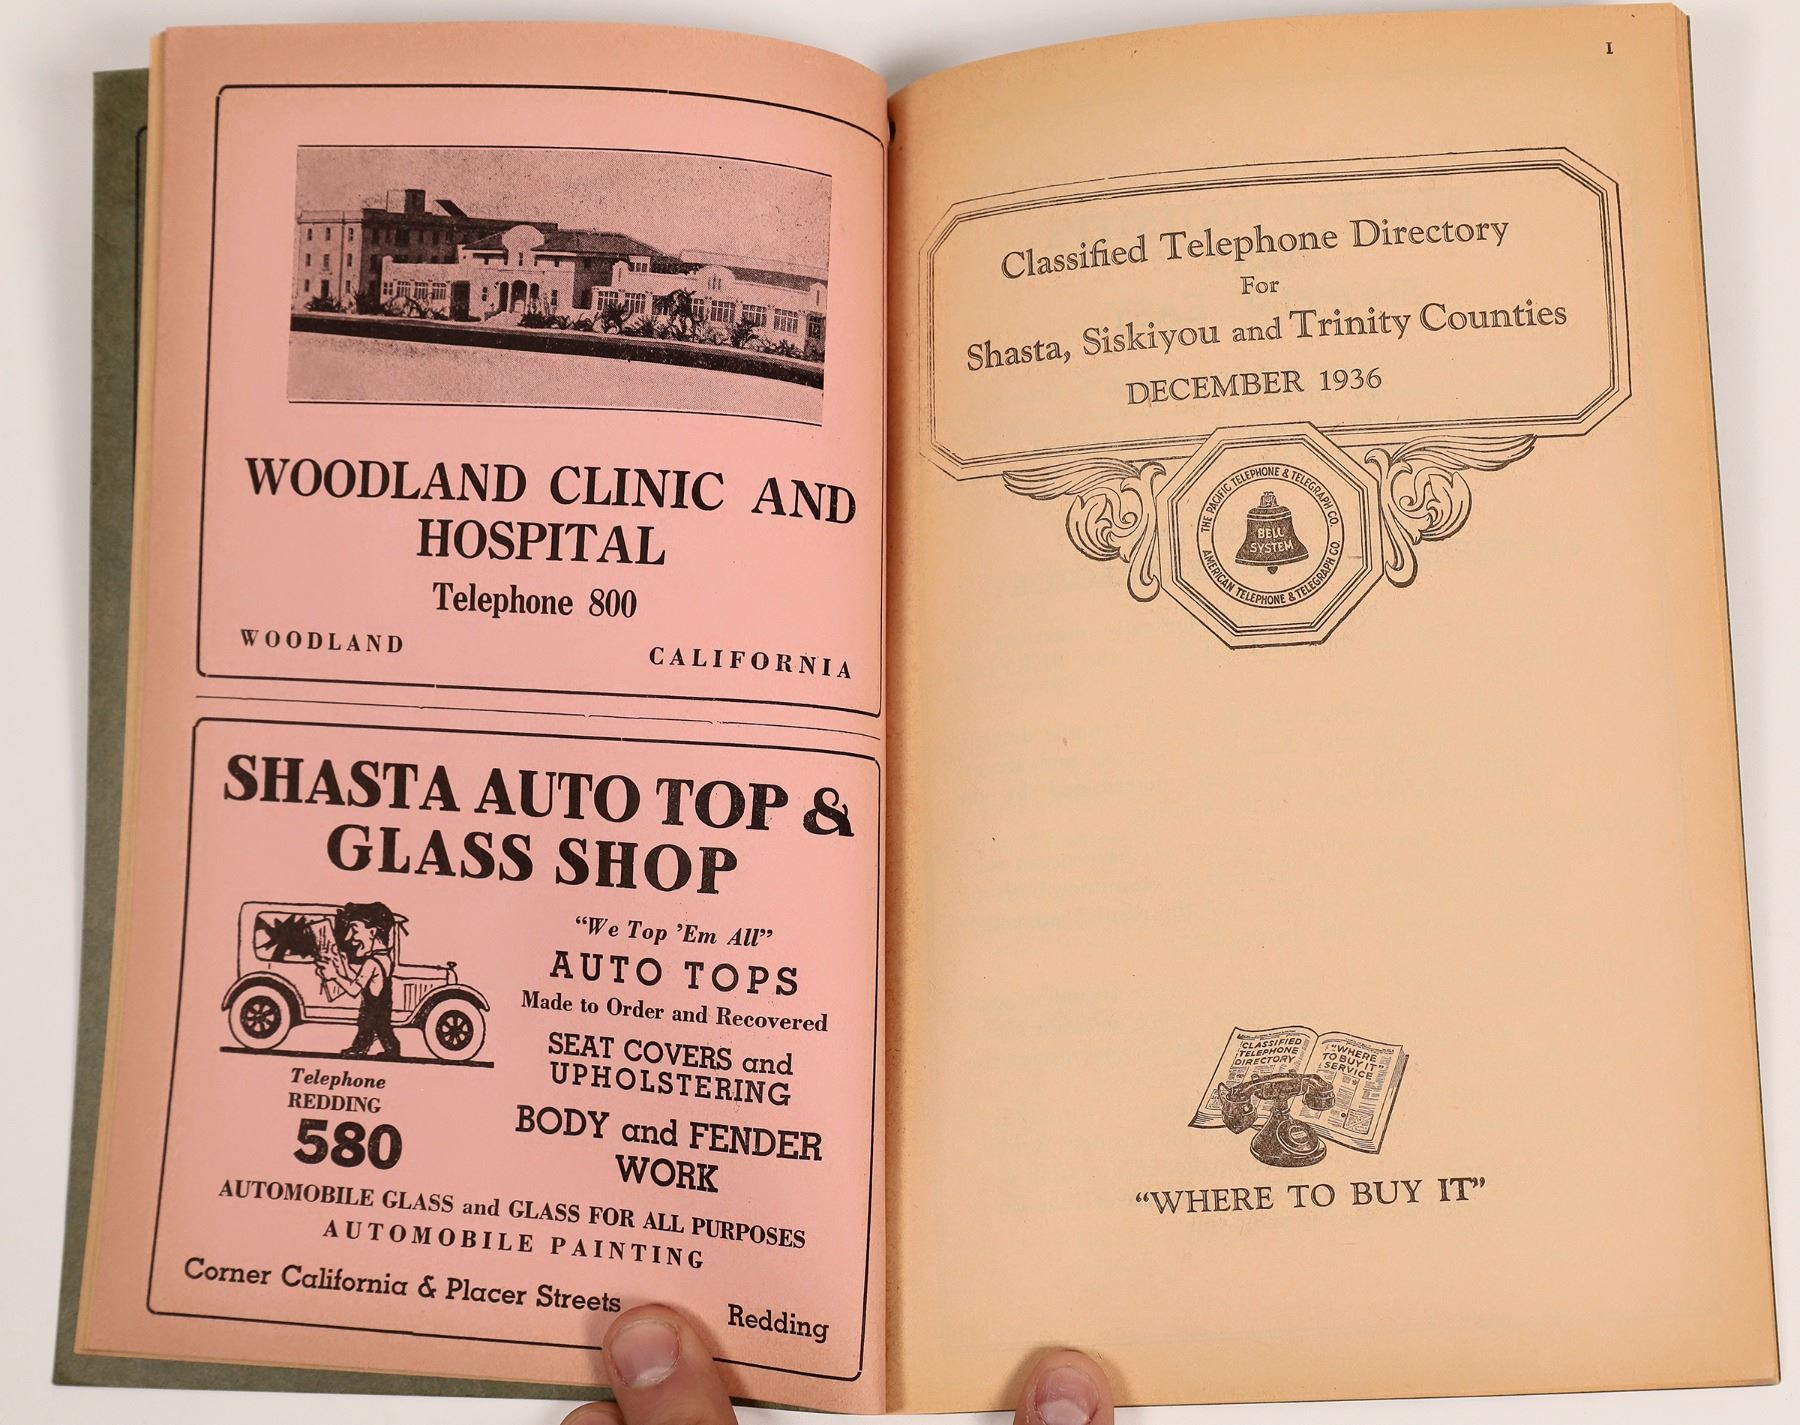 WOODLAND CLINIC AND
HOSPITAL
Telephone 800
WOODLAND
CALIFORNIA
SHASTA AUTO TOP &
GLASS SHOP
“We Top ’Em All”
AUTO TOPS
Made to Order and Recovered
SEAT COVERS and
UPHOLSTERING
BODY and FENDER
WORK
Telephone
REDDING
580
AUTOMOBILE GLASS and GLASS FOR ALL PURPOSES
AUTOMOBILE PAINTING
Corner California & Placer Streets
Redding
1
Classified Telephone Directory
For
Shasta, Siskiyou and Trinity Counties
DECEMBER 1936
THE PACIFIC TELEPHONE & TELEGRAPH CO.
BELL
SYSTEM
AMERICAN TELEPHONE & TELEGRAPH CO.
CLASSIFIED
TELEPHONE
DIRECTORY
“WHERE
TO BUY IT”
SERVICE
“WHERE TO BUY IT”